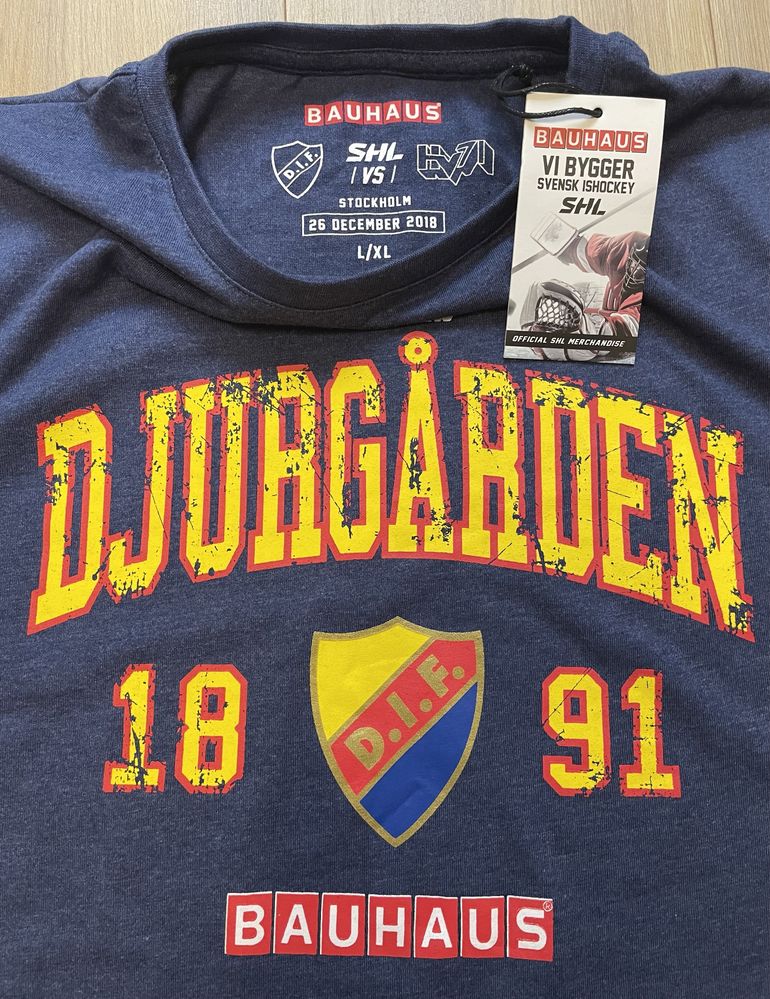 BAUHAUS
D.I.F.
SHL
HV71
/ VS /
STOCKHOLM
26 DECEMBER 2018
L/XL
BAUHAUS
VI BYGGER
SVENSK ISHOCKEY
SHL
OFFICIAL SHL MERCHANDISE
DJURGÅRDEN
18
D.I.F.
91
BAUHAUS®